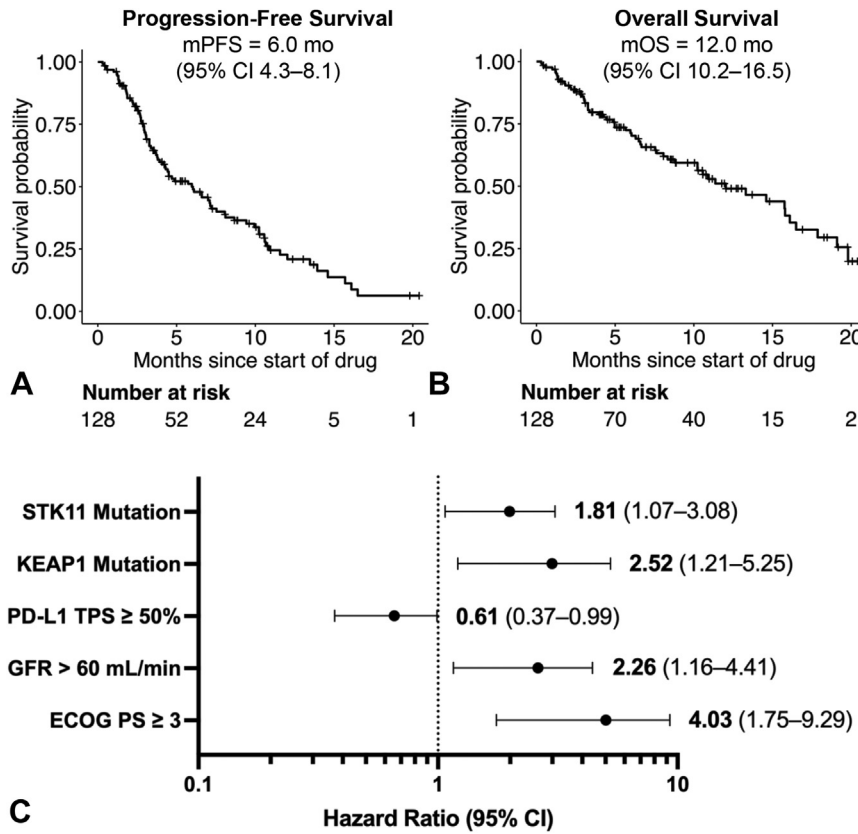 Progression-Free Survival
mPFS = 6.0 mo
(95% CI 4.3–8.1)
1.00
0.75
0.50
0.25
0.00
Survival probability
0 5 10 15 20
Months since start of drug
A
Number at risk
128 52 24 5 1
Overall Survival
mOS = 12.0 mo
(95% CI 10.2–16.5)
1.00
0.75
0.50
0.25
0.00
Survival probability
0 5 10 15 20
Months since start of drug
B
Number at risk
128 70 40 15 2
STK11 Mutation 1.81 (1.07–3.08)
KEAP1 Mutation 2.52 (1.21–5.25)
PD-L1 TPS ≥ 50% 0.61 (0.37–0.99)
GFR > 60 mL/min 2.26 (1.16–4.41)
ECOG PS ≥ 3 4.03 (1.75–9.29)
0.1 1 10
Hazard Ratio (95% CI)
C